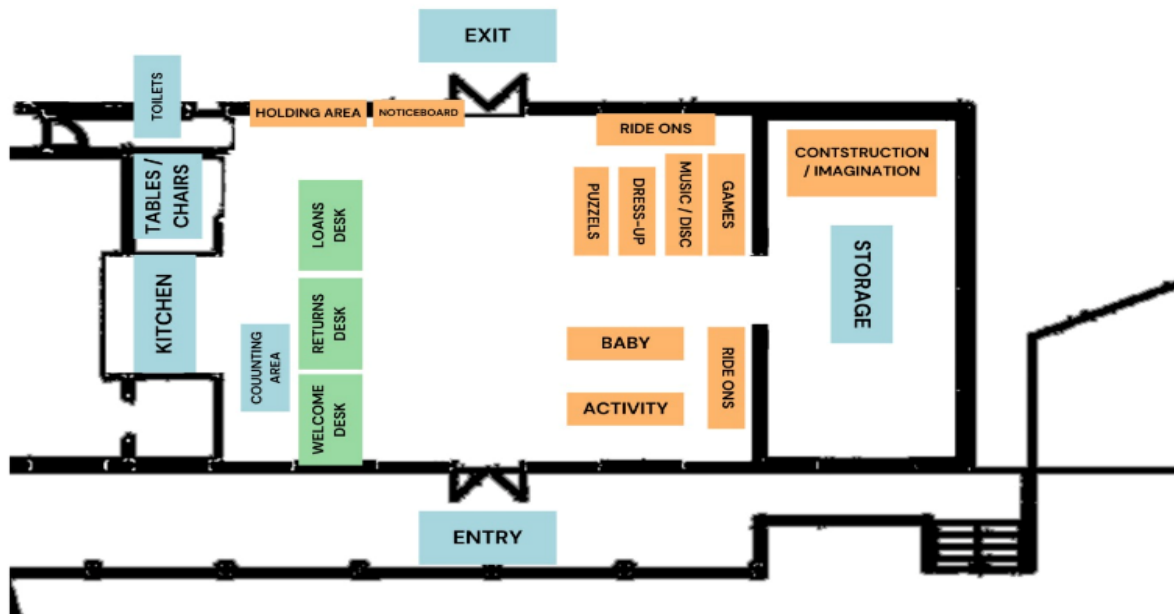 EXIT
TOILETS
HOLDING AREA
NOTICEBOARD
RIDE ONS
CONTSTRUCTION
/ IMAGINATION
TABLES /
CHAIRS
LOANS
DESK
PUZZELS
DRESS-UP
MUSIC / DISC
GAMES
KITCHEN
COUUNTING
AREA
RETURNS
DESK
STORAGE
BABY
RIDE ONS
WELCOME
DESK
ACTIVITY
ENTRY